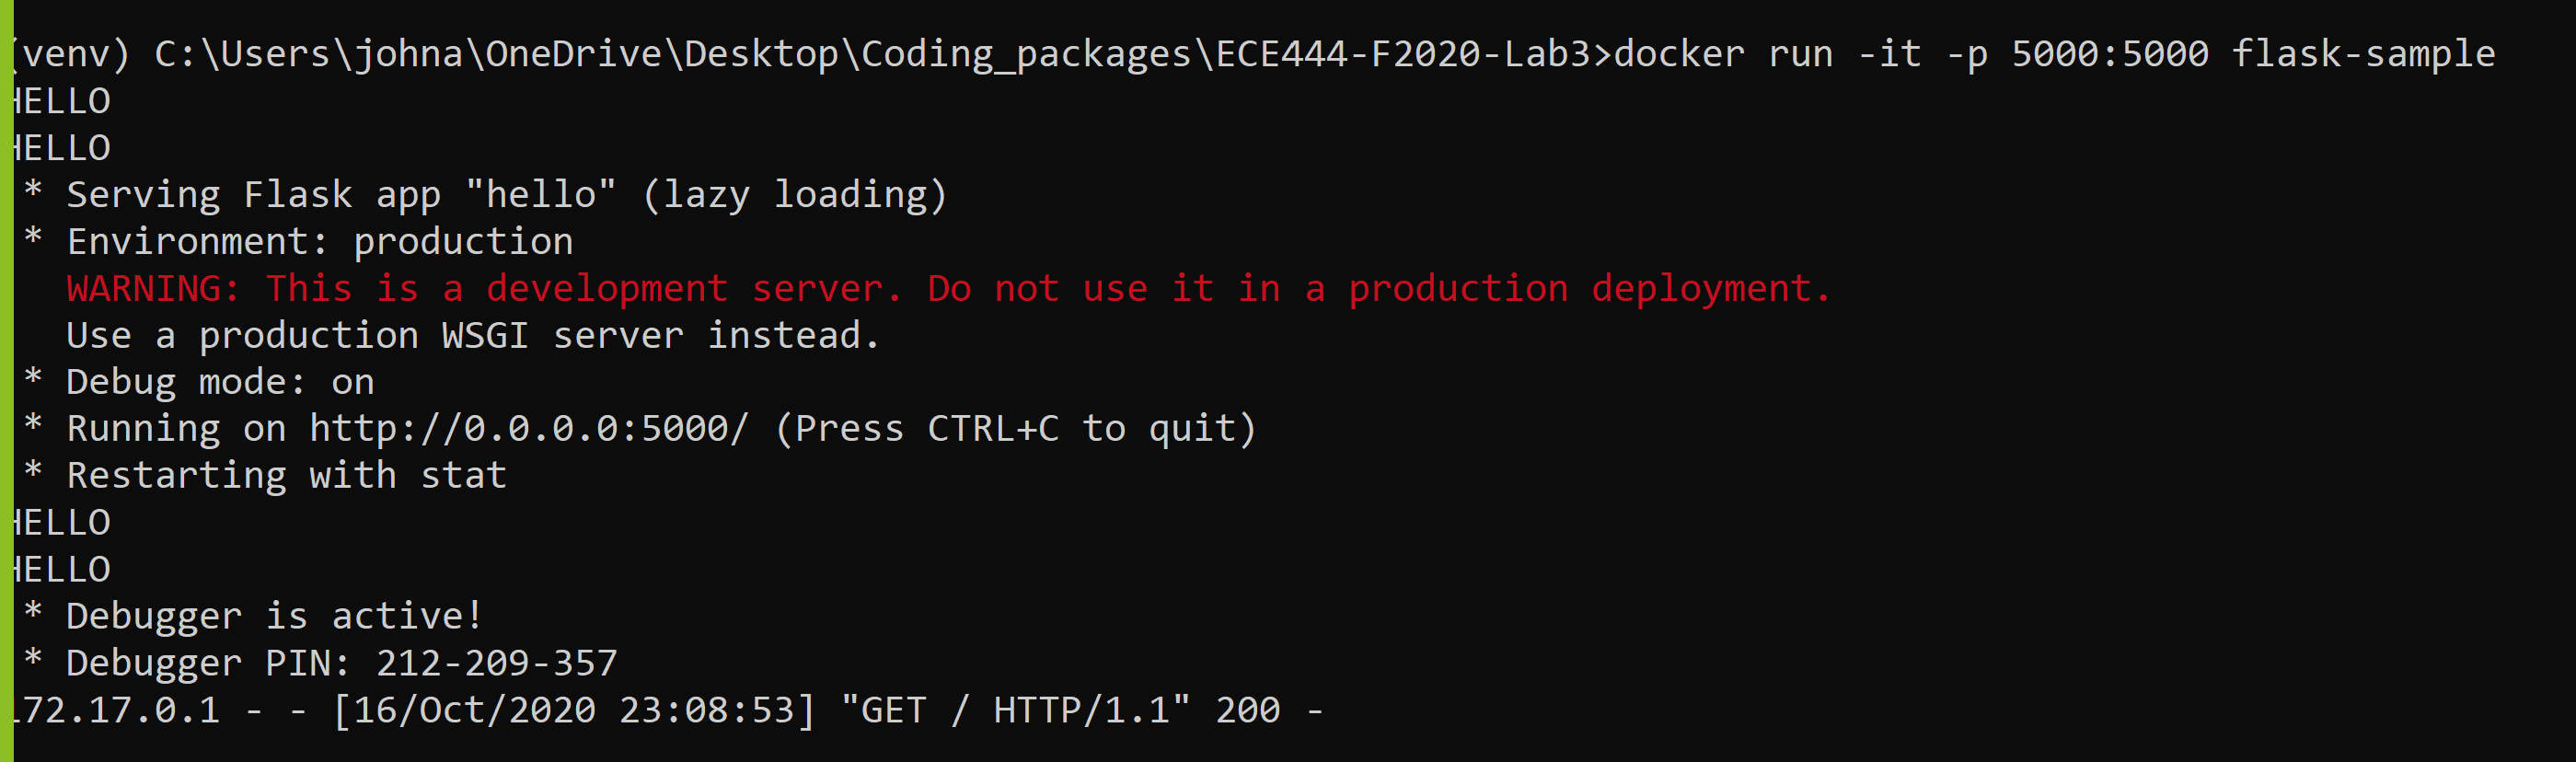 (venv) C:\Users\johna\OneDrive\Desktop\Coding_packages\ECE444-F2020-Lab3>docker run -it -p 5000:5000 flask-sample
HELLO
HELLO
* Serving Flask app "hello" (lazy loading)
* Environment: production
WARNING: This is a development server. Do not use it in a production deployment.
Use a production WSGI server instead.
* Debug mode: on
* Running on http://0.0.0.0:5000/ (Press CTRL+C to quit)
* Restarting with stat
HELLO
HELLO
* Debugger is active!
* Debugger PIN: 212-209-357
172.17.0.1 - - [16/Oct/2020 23:08:53] "GET / HTTP/1.1" 200 -